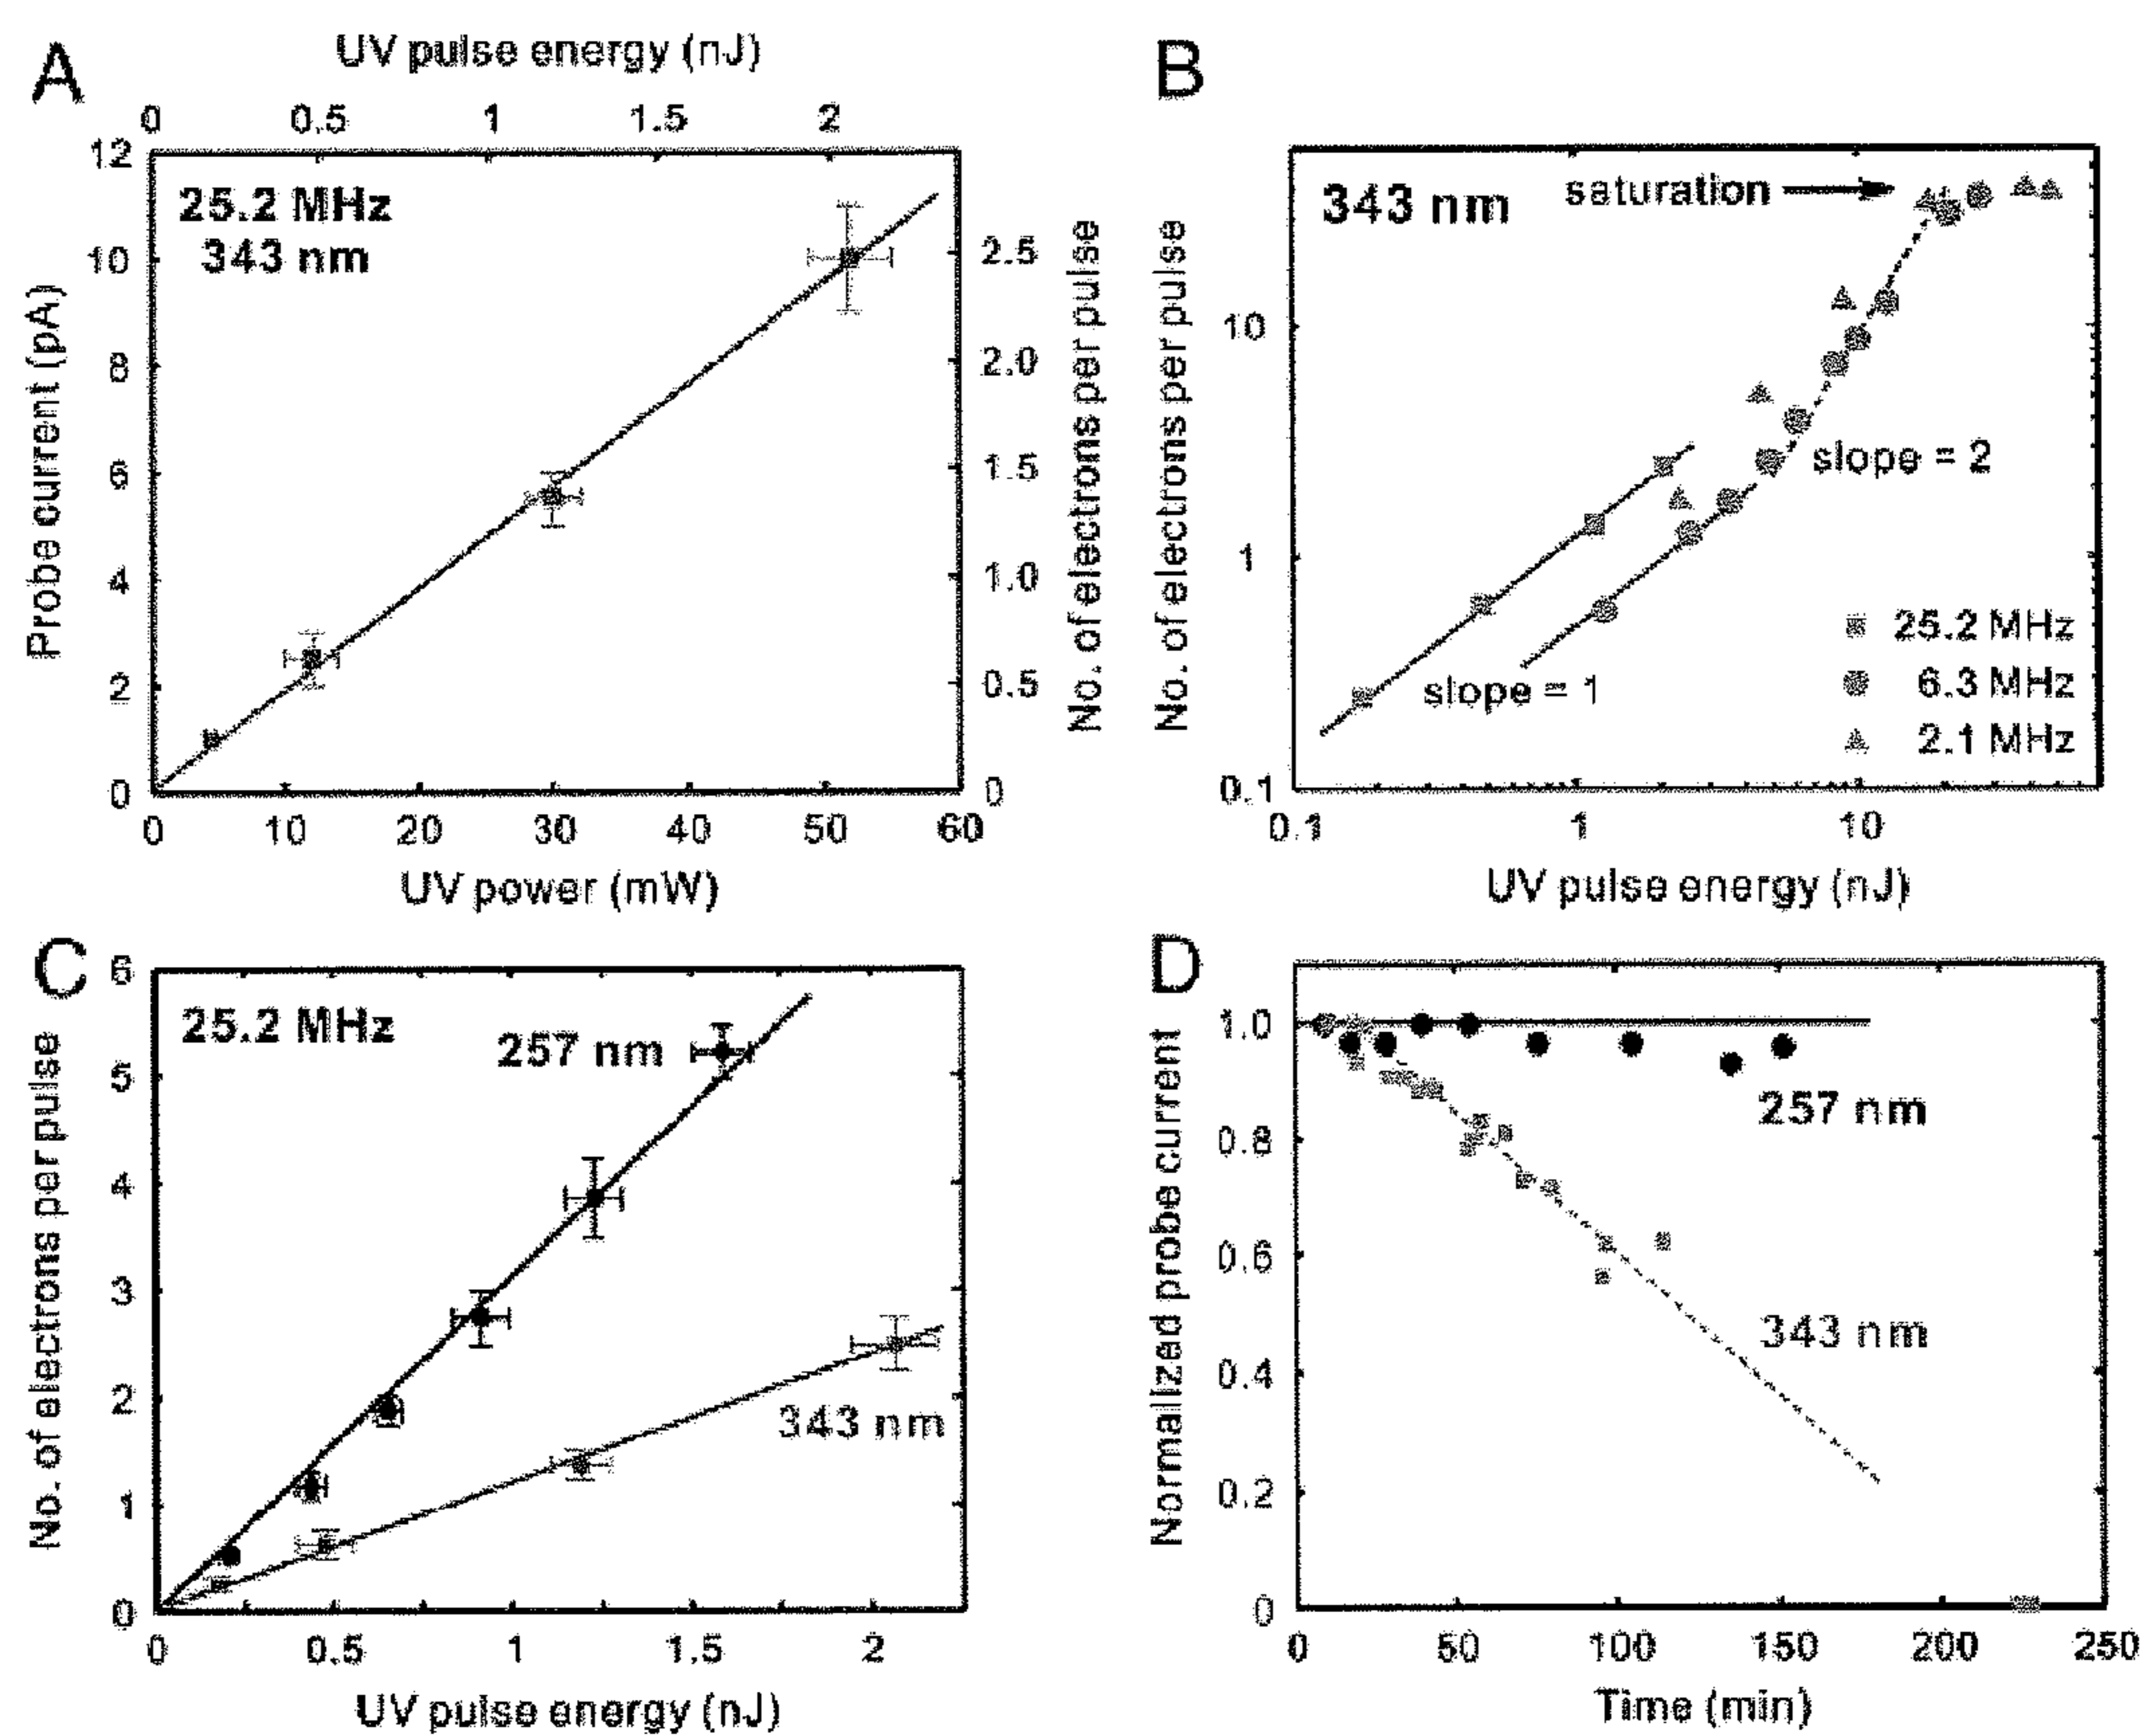 A
UV pulse energy (nJ)
0 0.5 1 1.5 2
12
10
8
6
4
2
0
Probe current (pA)
25.2 MHz
343 nm
2.5
2.0
1.5
1.0
0.5
0
No. of electrons per pulse
0 10 20 30 40 50 60
UV power (mW)
B
No. of electrons per pulse
10
1
0.1
343 nm
saturation
slope = 2
slope = 1
25.2 MHz
6.3 MHz
2.1 MHz
0.1 1 10
UV pulse energy (nJ)
C
No. of electrons per pulse
6
5
4
3
2
1
0
25.2 MHz
257 nm
343 nm
0 0.5 1 1.5 2
UV pulse energy (nJ)
D
Normalized probe current
1.0
0.8
0.6
0.4
0.2
0
257 nm
343 nm
0 50 100 150 200 250
Time (min)